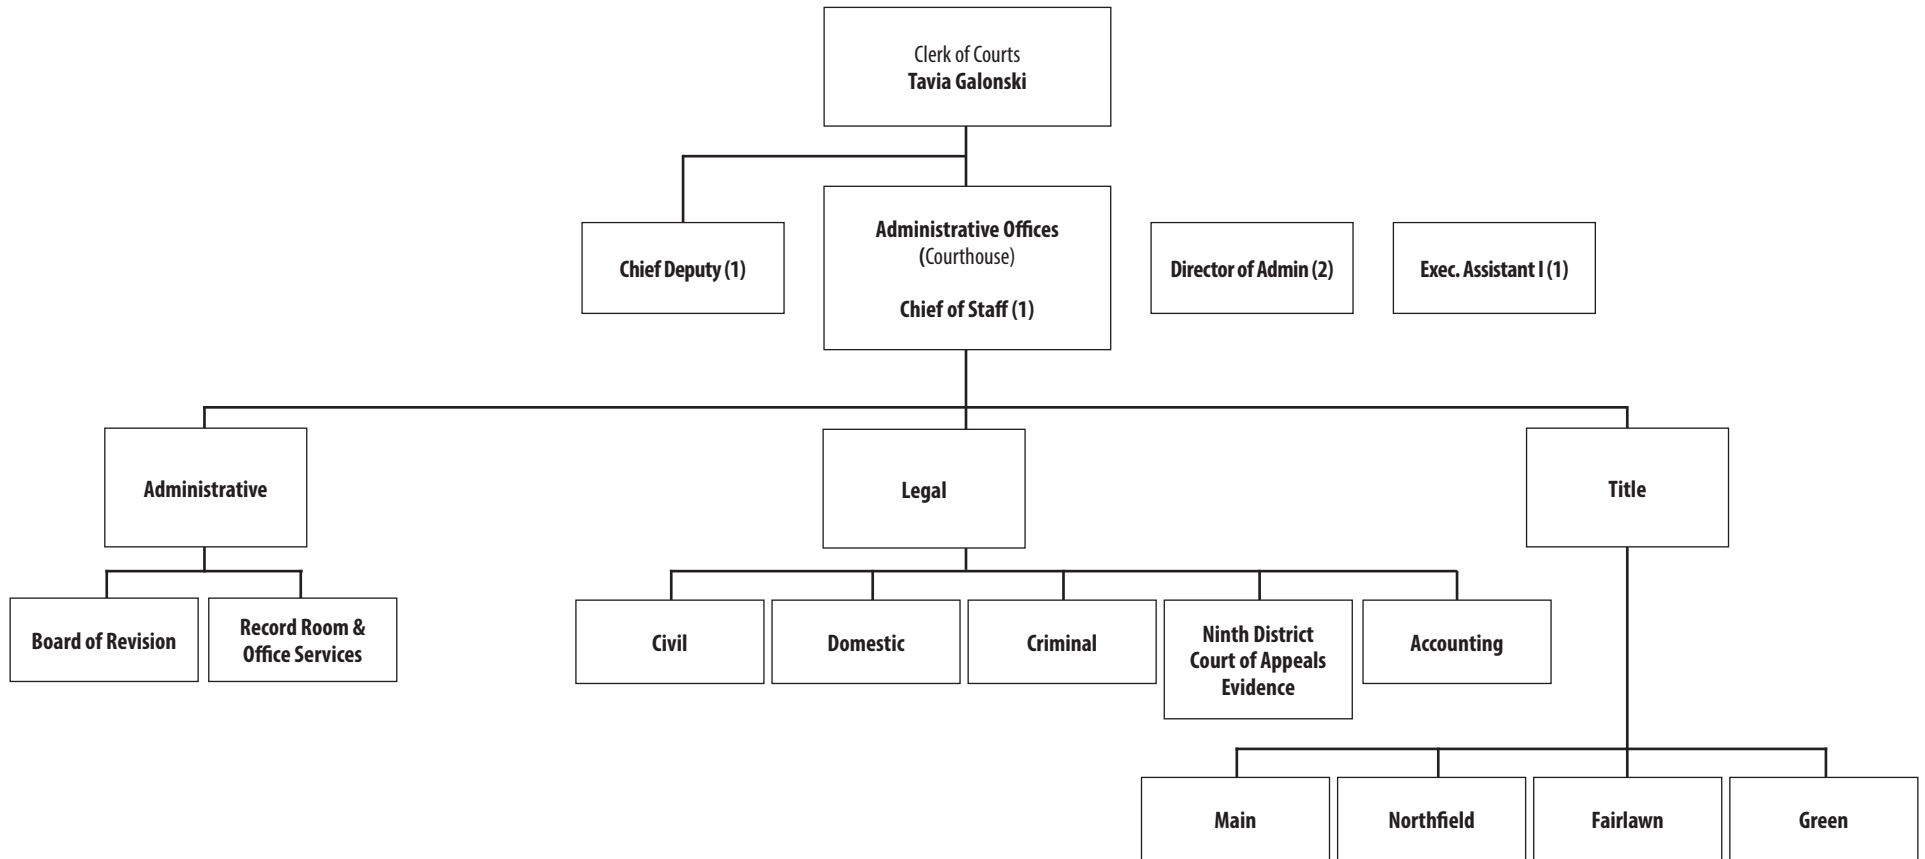 Clerk of Courts
Tavia Galonski
Chief Deputy (1)
Administrative Offices
(Courthouse)
Chief of Staff (1)
Director of Admin (2)
Exec. Assistant I (1)
Administrative
Legal
Title
Board of Revision
Record Room &
Office Services
Civil
Domestic
Criminal
Ninth District
Court of Appeals
Evidence
Accounting
Main
Northfield
Fairlawn
Green